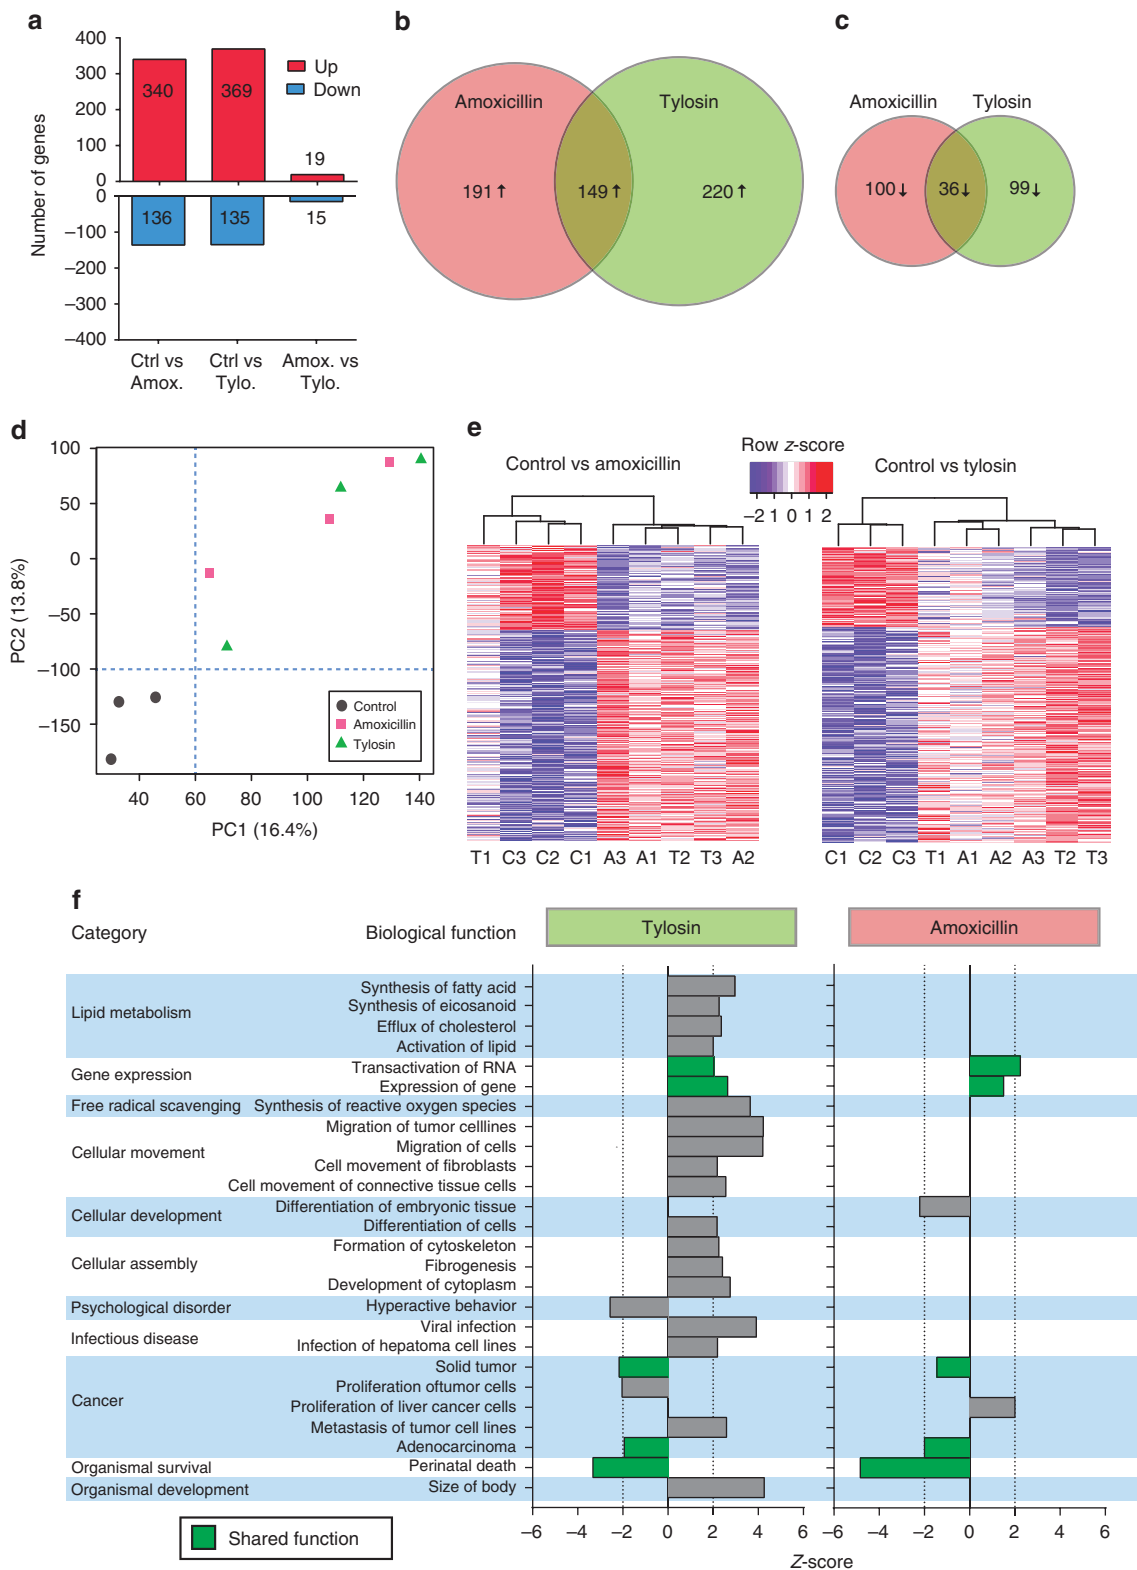 a
400
300
200
100
0
0
−100
−200
−300
−400
Number of genes
340
369
19
136
135
15
Up
Down
Ctrl vs Amox.
Ctrl vs Tylo.
Amox. vs Tylo.
b
Amoxicillin
Tylosin
191↑
149↑
220↑
c
Amoxicillin
Tylosin
100↓
36↓
99↓
d
100
50
0
−50
−100
−150
PC2 (13.8%)
40 60 80 100 120 140
PC1 (16.4%)
Control
Amoxicillin
Tylosin
e
Control vs amoxicillin
Row z-score
−2 1 0 1 2
Control vs tylosin
T1 C3 C2 C1 A3 A1 T2 T3 A2
C1 C2 C3 T1 A1 A2 A3 T2 T3
f
Category
Biological function
Tylosin
Amoxicillin
Lipid metabolism
Synthesis of fatty acid
Synthesis of eicosanoid
Efflux of cholesterol
Activation of lipid
Gene expression
Transactivation of RNA
Expression of gene
Free radical scavenging
Synthesis of reactive oxygen species
Cellular movement
Migration of tumor celllines
Migration of cells
Cell movement of fibroblasts
Cell movement of connective tissue cells
Cellular development
Differentiation of embryonic tissue
Differentiation of cells
Cellular assembly
Formation of cytoskeleton
Fibrogenesis
Development of cytoplasm
Psychological disorder
Hyperactive behavior
Infectious disease
Viral infection
Infection of hepatoma cell lines
Cancer
Solid tumor
Proliferation oftumor cells
Proliferation of liver cancer cells
Metastasis of tumor cell lines
Adenocarcinoma
Organismal survival
Perinatal death
Organismal development
Size of body
−6 −4 −2 0 2 4 −6 −4 −2 0 2 4 6
Z-score
Shared function